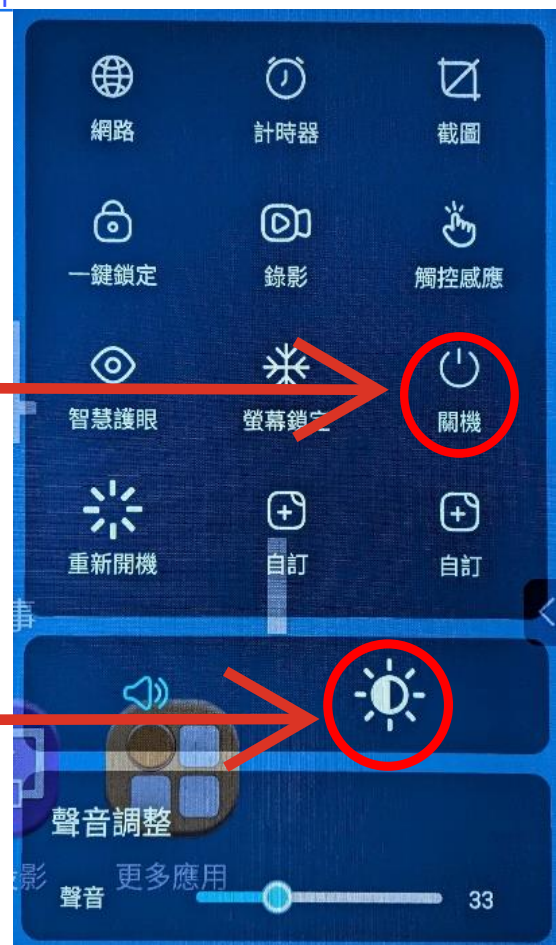 網路 計時器 截圖
一鍵鎖定 錄影 觸控感應
智慧護眼 螢幕鎖定 關機
重新開機 自訂 自訂
事
聲音調整
影 更多應用
聲音 33